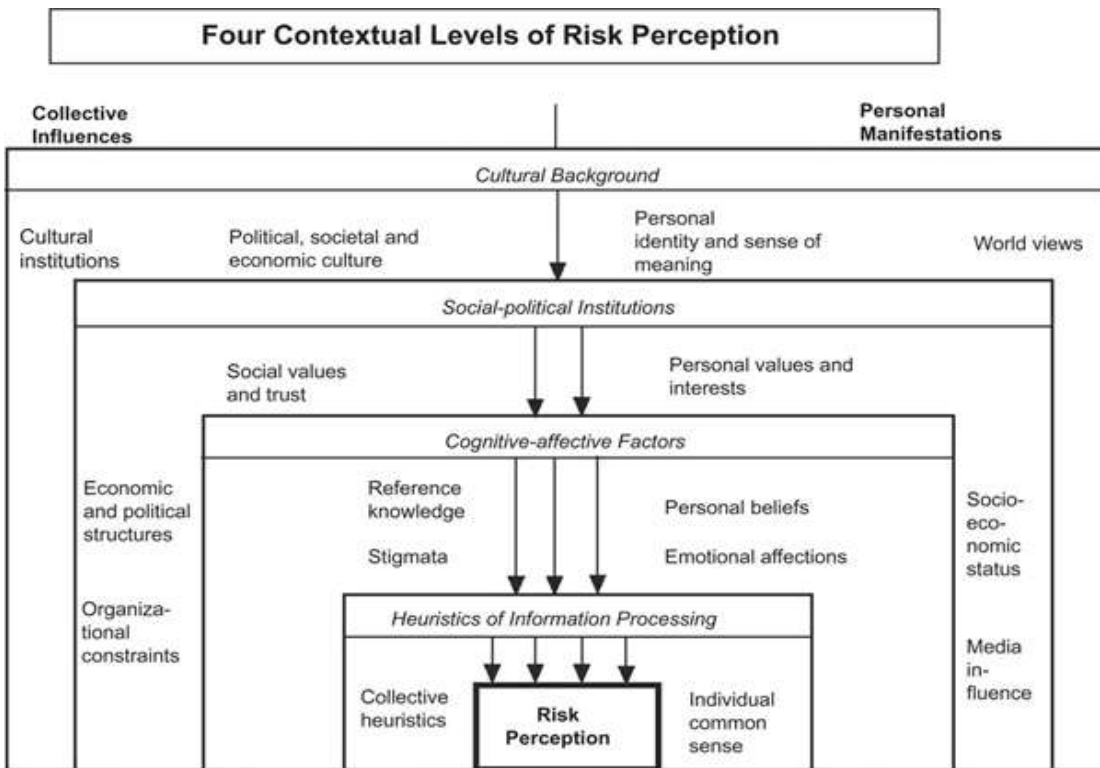 Four Contextual Levels of Risk Perception
Collective
Influences
Personal
Manifestations
Cultural Background
Cultural
institutions
Political, societal and
economic culture
Personal
identity and sense of
meaning
World views
Social-political Institutions
Social values
and trust
Personal values and
interests
Cognitive-affective Factors
Economic
and political
structures
Organiza-
tional
constraints
Reference
knowledge
Stigmata
Personal beliefs
Emotional affections
Socio-
eco-
nomic
status
Media
in-
fluence
Heuristics of Information Processing
Collective
heuristics
Risk
Perception
Individual
common
sense